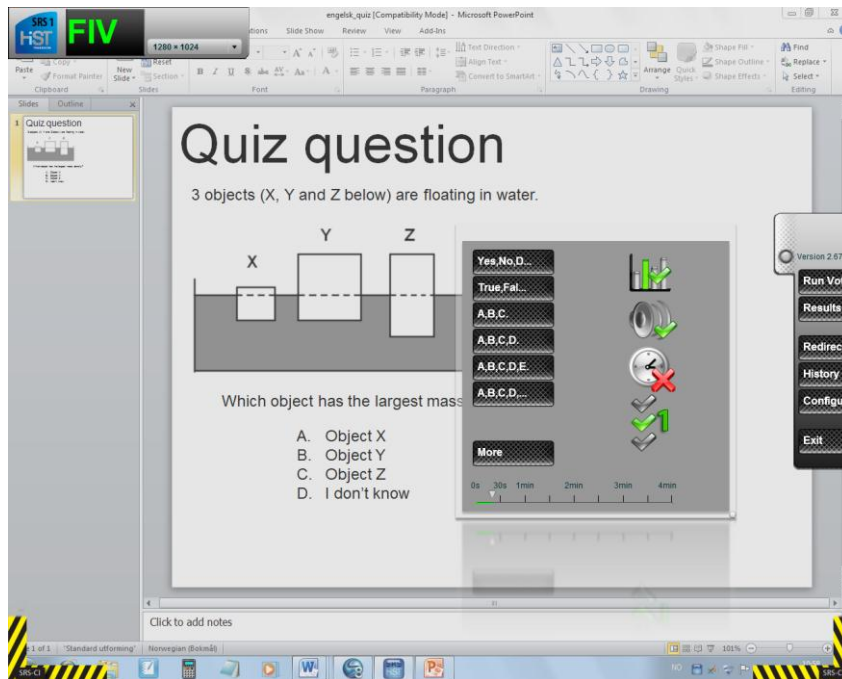 engelsk_quiz [Compatibility Mode] - Microsoft PowerPoint
SRS 1
HiST
FIV
1280 × 1024
Slide Show Review View Add-Ins
Paste
Copy
Format Painter
Clipboard
New
Slide
Reset
Section
Slides
Font
Text Direction
Align Text
Convert to SmartArt
Paragraph
Arrange
Quick
Styles
Shape Fill
Shape Outline
Shape Effects
Drawing
Find
Replace
Select
Editing
Slides Outline
1 Quiz question
Quiz question
3 objects (X, Y and Z below) are floating in water.
X
Y
Z
Which object has the largest mass
A. Object X
B. Object Y
C. Object Z
D. I don't know
Yes,No,D...
True,Fal...
A,B,C.
A,B,C,D.
A,B,C,D,E.
A,B,C,D,...
More
1
0s 30s 1min 2min 3min 4min
Version 2.67
Run Vo
Results
Redirec
History
Configu
Exit
Click to add notes
1 of 1 'Standard utforming' Norwegian (Bokmål) 101%
SRS-CI
NO
SRS-C